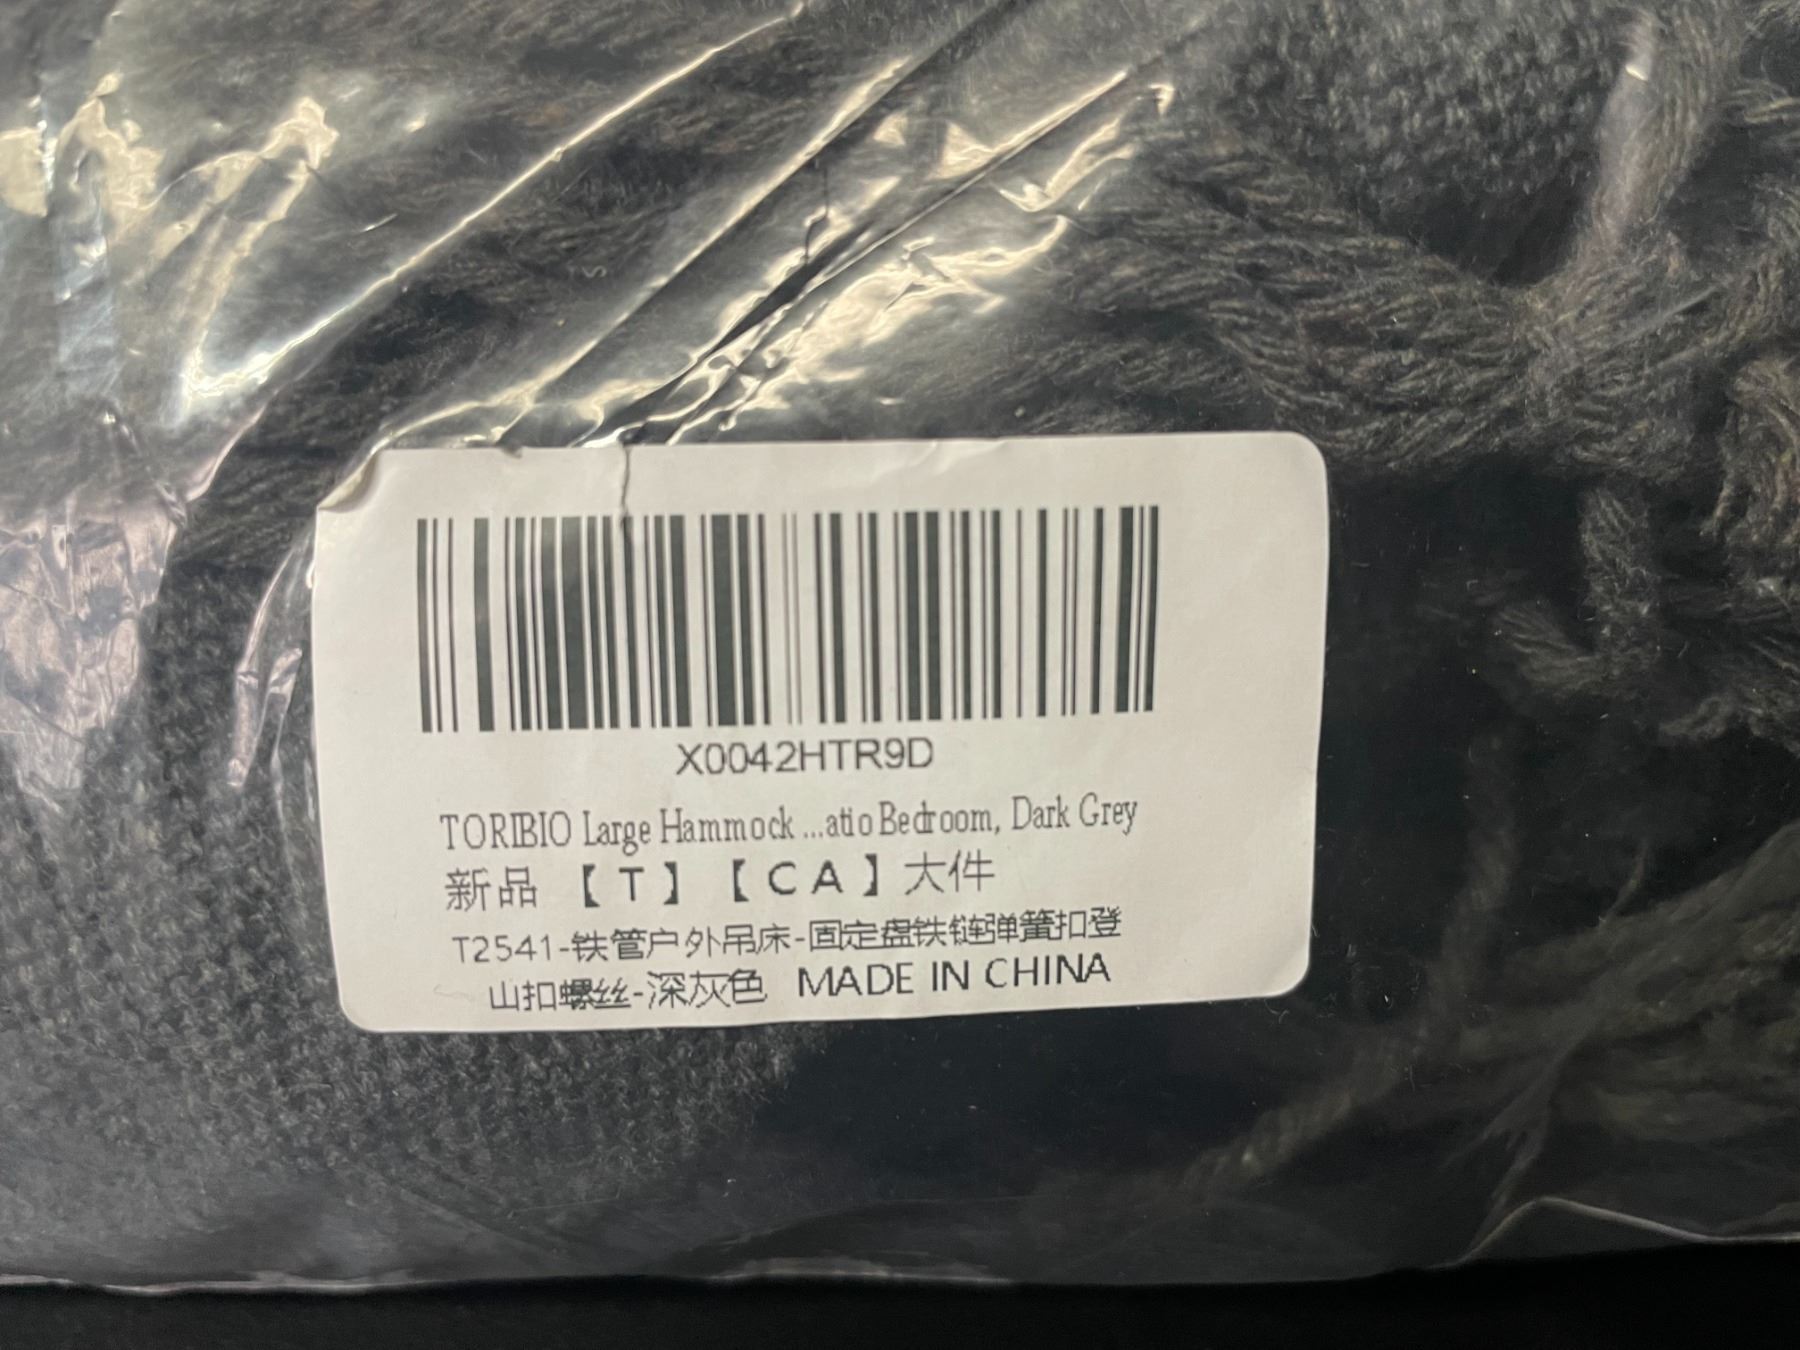 X0042HTR9D
TORIBIO Large Hammock ...atio Bedroom, Dark Grey
新品 【T】【CA】大件
T2541-铁管户外吊床-固定盘铁链弹簧扣登
山扣螺丝-深灰色 MADE IN CHINA